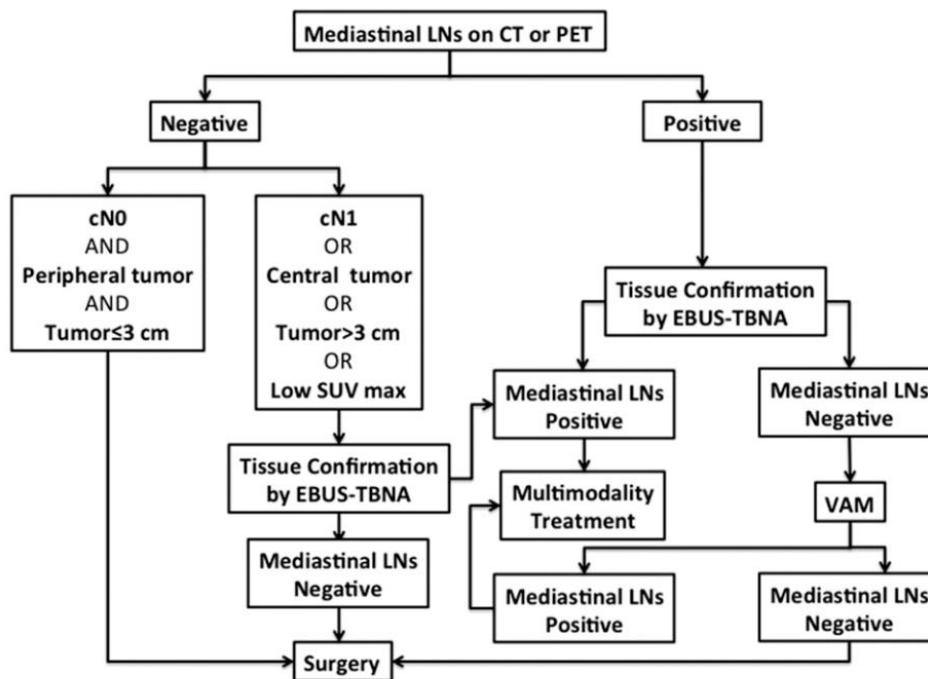 Mediastinal LNs on CT or PET
Negative
Positive
cN0
AND
Peripheral tumor
AND
Tumor≤3 cm
cN1
OR
Central tumor
OR
Tumor>3 cm
OR
Low SUV max
Tissue Confirmation
by EBUS-TBNA
Mediastinal LNs
Positive
Mediastinal LNs
Negative
Tissue Confirmation
by EBUS-TBNA
Multimodality
Treatment
VAM
Mediastinal LNs
Negative
Mediastinal LNs
Positive
Mediastinal LNs
Negative
Surgery